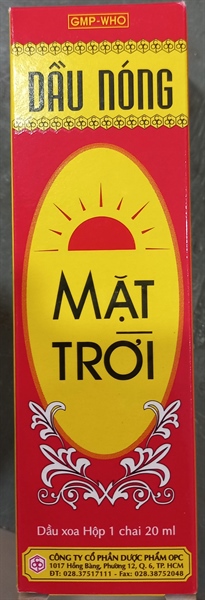 GMP-WHO
DẦU NÓNG
MẶT
TRỜI
Dầu xoa Hộp 1 chai 20 ml
CÔNG TY CỔ PHẦN DƯỢC PHẨM OPC
1017 Hồng Bàng, Phường 12, Q. 6, TP. HCM
ĐT: 028.37517111 - Fax: 028.38752048